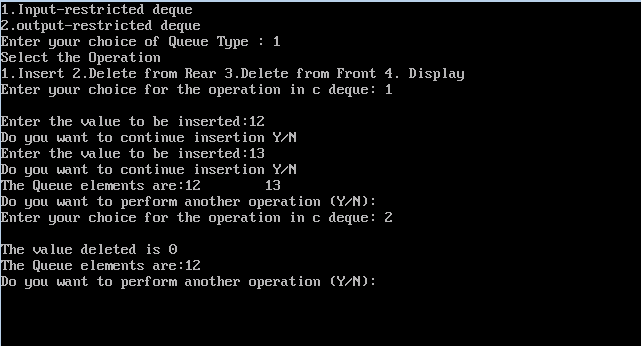 1.Input-restricted deque
2.output-restricted deque
Enter your choice of Queue Type : 1
Select the Operation
1.Insert 2.Delete from Rear 3.Delete from Front 4. Display
Enter your choice for the operation in c deque: 1
Enter the value to be inserted:12
Do you want to continue insertion Y/N
Enter the value to be inserted:13
Do you want to continue insertion Y/N
The Queue elements are:12 13
Do you want to perform another operation (Y/N):
Enter your choice for the operation in c deque: 2
The value deleted is 0
The Queue elements are:12
Do you want to perform another operation (Y/N):